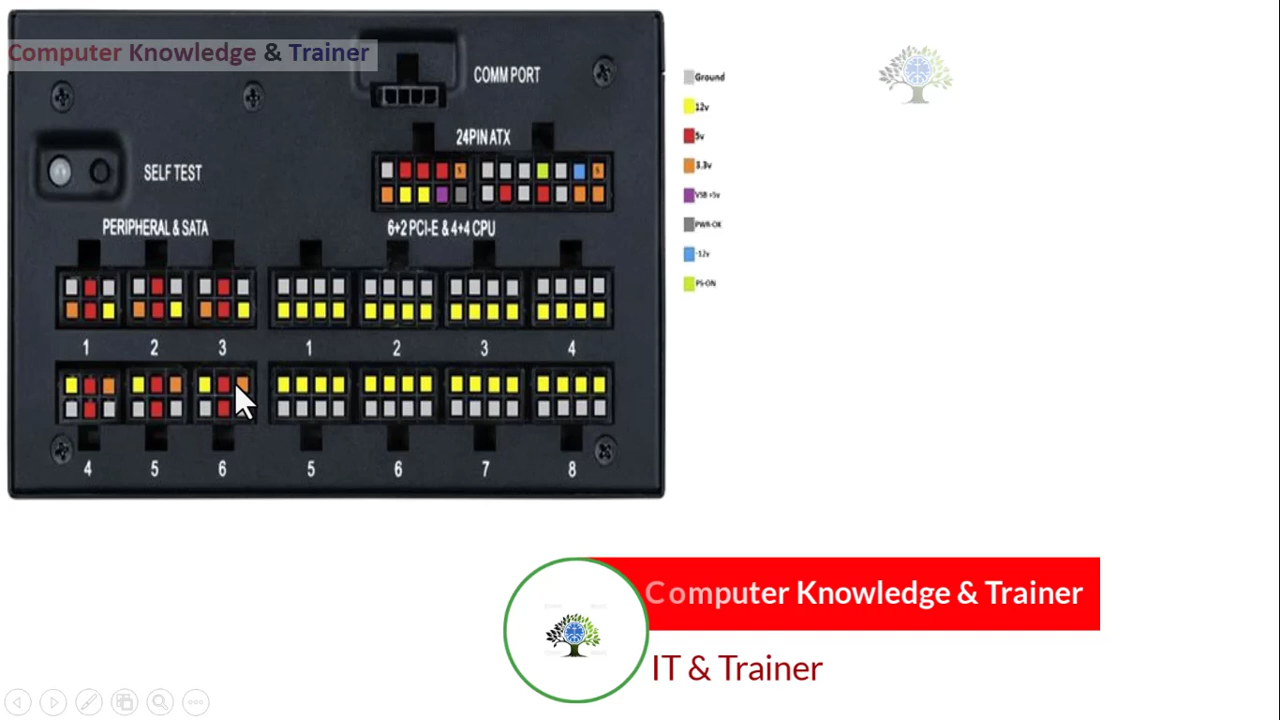 Computer Knowledge & Trainer
COMM PORT
24PIN ATX
SELF TEST
PERIPHERAL & SATA
6+2 PCI-E & 4+4 CPU
1 2 3 1 2 3 4
4 5 6 5 6 7 8
Ground
12v
5v
3.3v
VSB +5v
PWR-OK
-12v
PS-ON
Computer Knowledge & Trainer
IT & Trainer